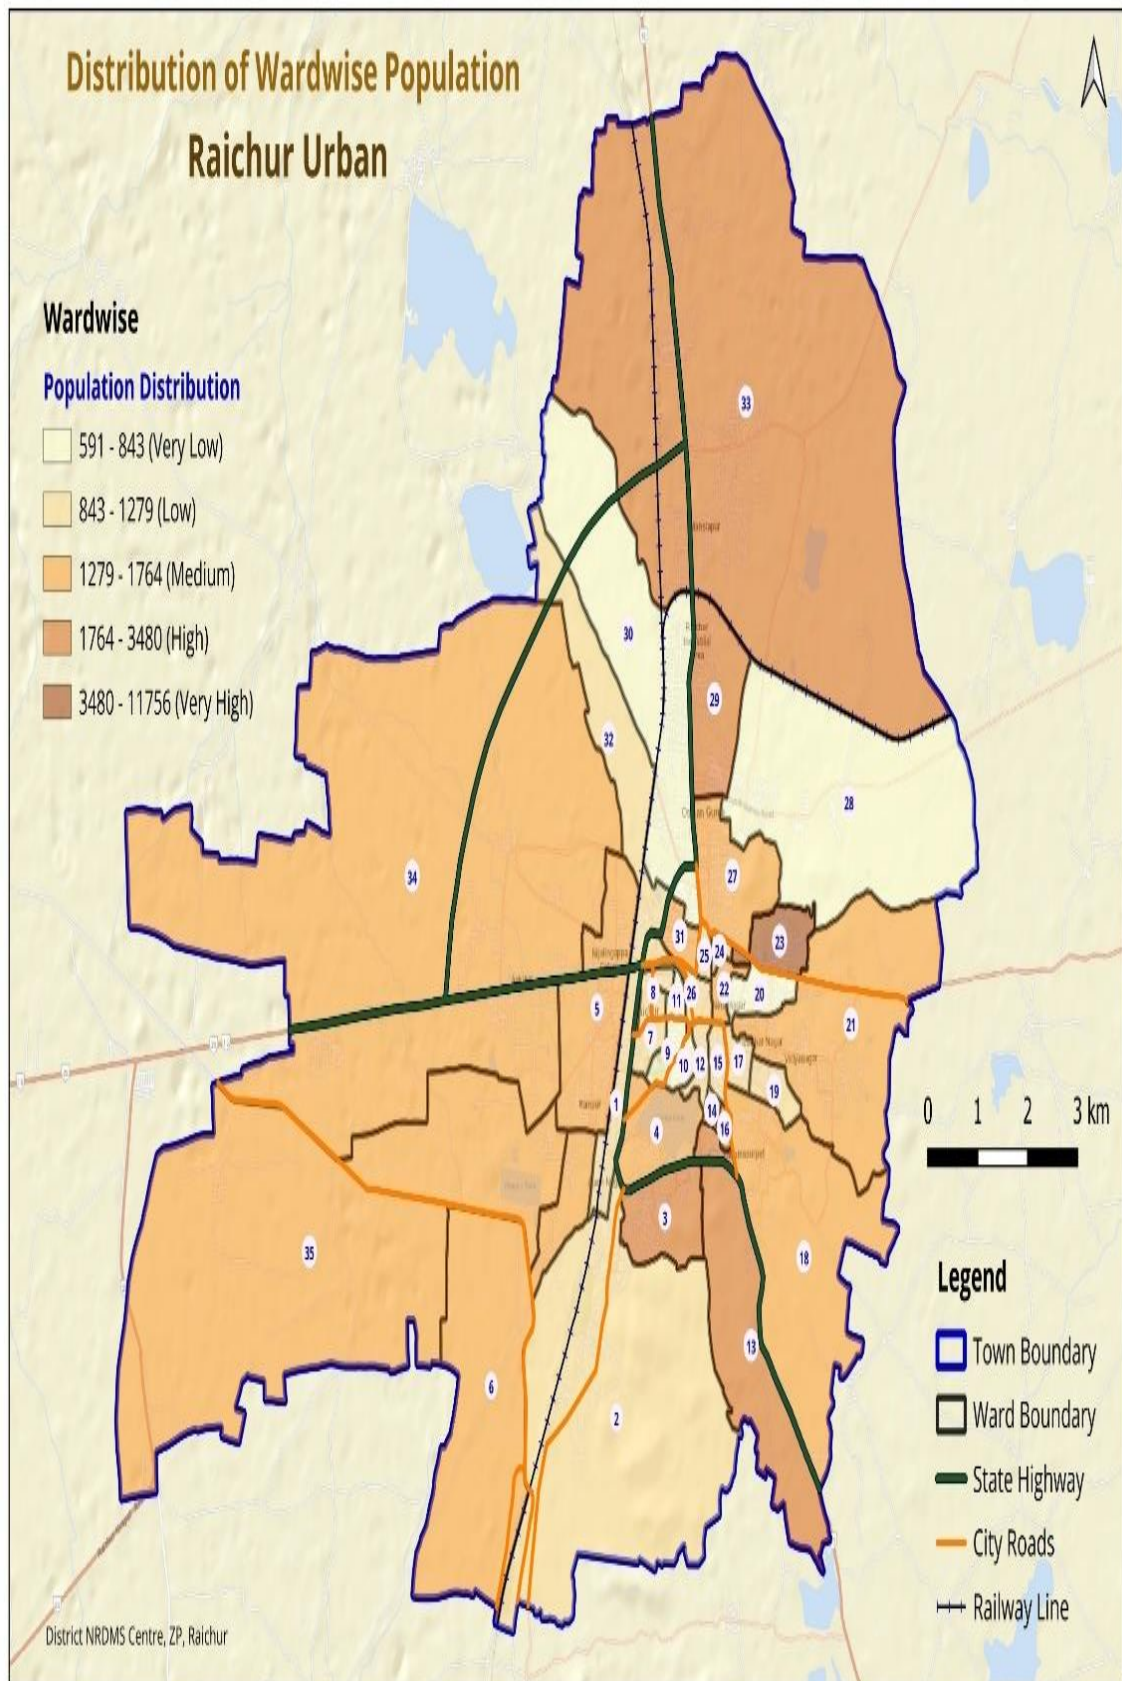 Distribution of Wardwise Population
Raichur Urban
Wardwise
Population Distribution
591 - 843 (Very Low)
843 - 1279 (Low)
1279 - 1764 (Medium)
1764 - 3480 (High)
3480 - 11756 (Very High)
33
30
29
32
28
34
27
31
25
24
23
5
8
11
26
22
20
21
7
9
10
12
15
17
19
1
14
16
4
3
35
18
13
6
2
0 1 2 3 km
Legend
Town Boundary
Ward Boundary
State Highway
City Roads
Railway Line
District NRDMS Centre, ZP, Raichur